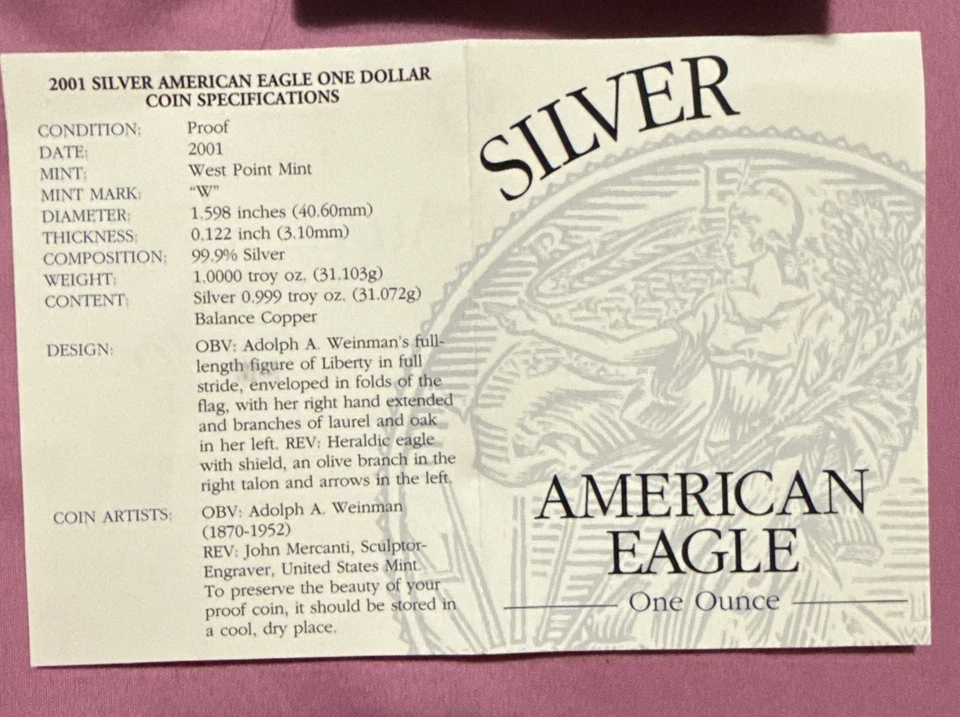 2001 SILVER AMERICAN EAGLE ONE DOLLAR
COIN SPECIFICATIONS
CONDITION: Proof
DATE: 2001
MINT: West Point Mint
MINT MARK: “W”
DIAMETER: 1.598 inches (40.60mm)
THICKNESS: 0.122 inch (3.10mm)
COMPOSITION: 99.9% Silver
WEIGHT: 1.0000 troy oz. (31.103g)
CONTENT: Silver 0.999 troy oz. (31.072g)
Balance Copper
DESIGN: OBV: Adolph A. Weinman's full-
length figure of Liberty in full
stride, enveloped in folds of the
flag, with her right hand extended
and branches of laurel and oak
in her left. REV: Heraldic eagle
with shield, an olive branch in the
right talon and arrows in the left.
COIN ARTISTS: OBV: Adolph A. Weinman
(1870-1952)
REV: John Mercanti, Sculptor-
Engraver, United States Mint.
To preserve the beauty of your
proof coin, it should be stored in
a cool, dry place.
SILVER
AMERICAN
EAGLE
One Ounce